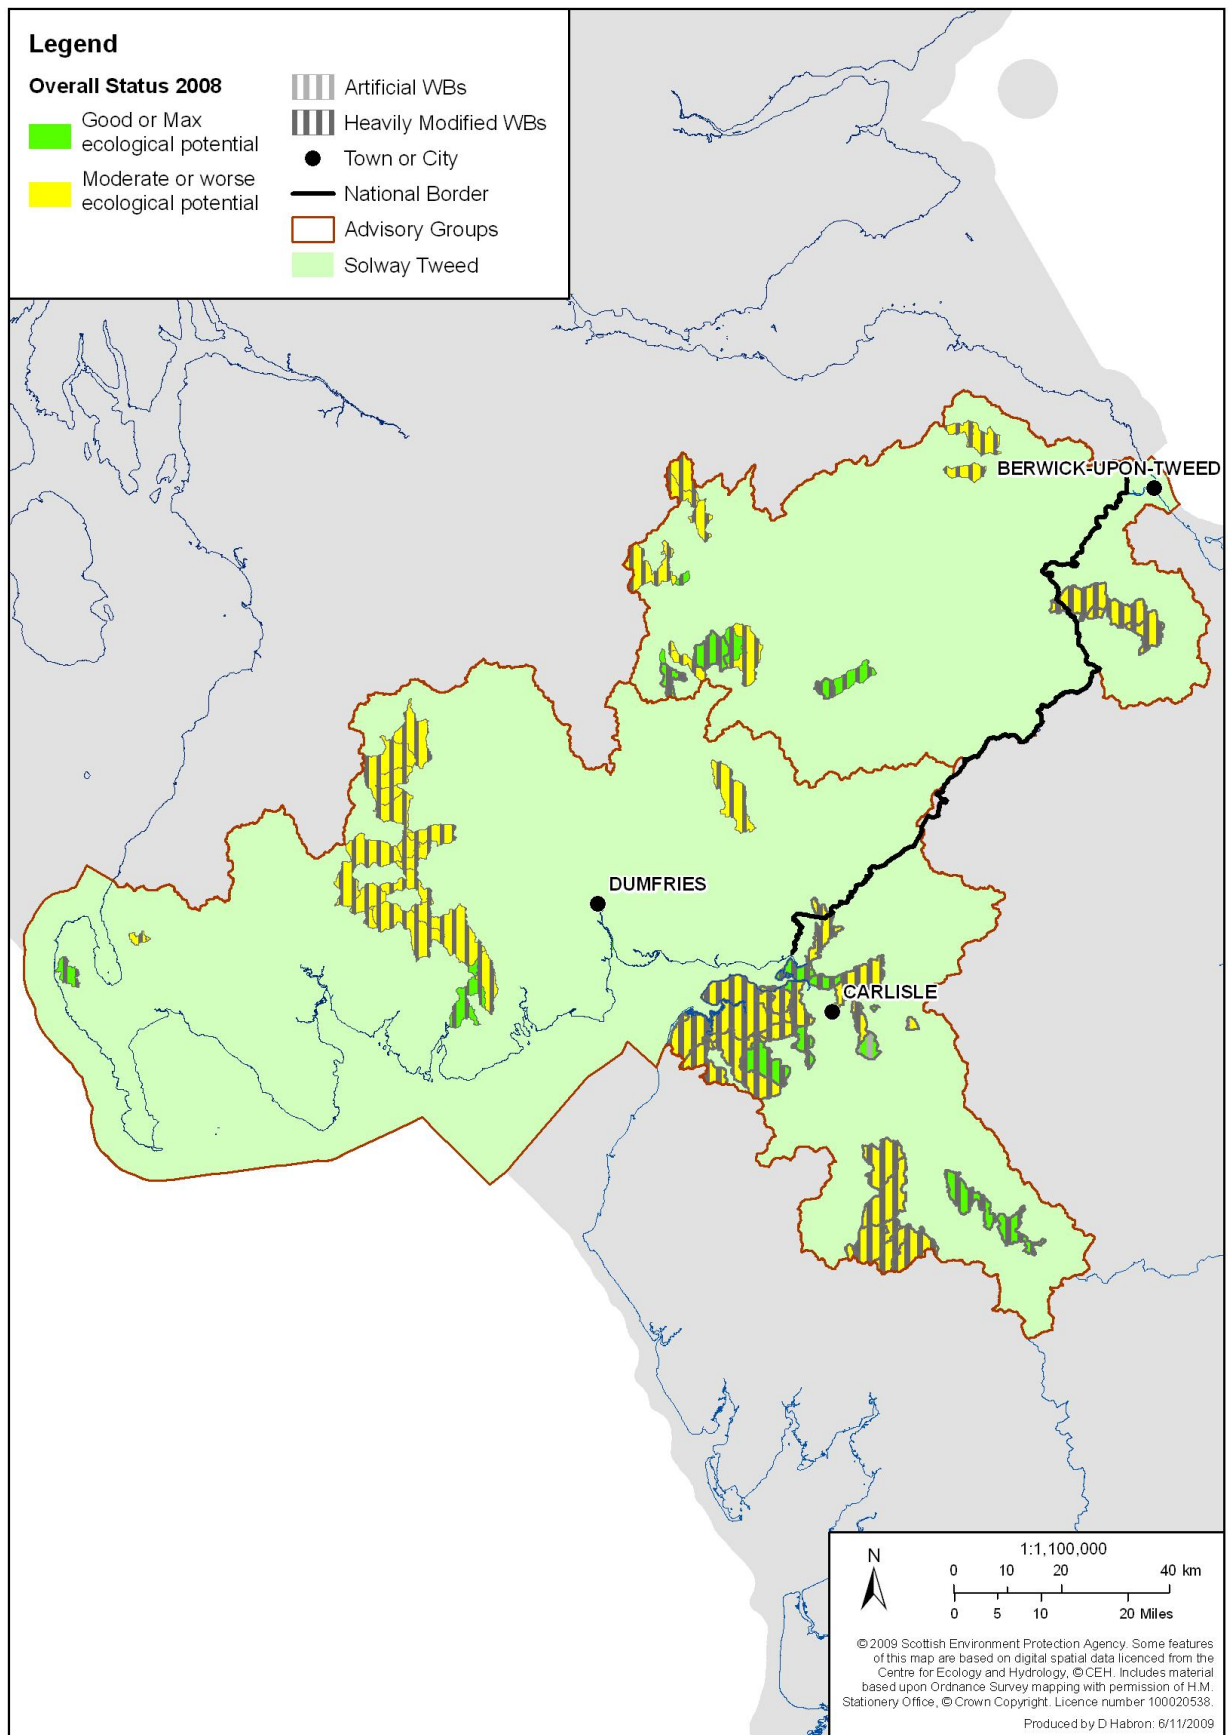 Legend
Overall Status 2008
Good or Max
ecological potential
Moderate or worse
ecological potential
Artificial WBs
Heavily Modified WBs
Town or City
National Border
Advisory Groups
Solway Tweed
BERWICK-UPON-TWEED
DUMFRIES
CARLISLE
N
1:1,100,000
0 10 20 40 km
0 5 10 20 Miles
© 2009 Scottish Environment Protection Agency. Some features
of this map are based on digital spatial data licenced from the
Centre for Ecology and Hydrology, © CEH. Includes material
based upon Ordnance Survey mapping with permission of H.M.
Stationery Office, © Crown Copyright. Licence number 100020538.
Produced by D Habron: 6/11/2009